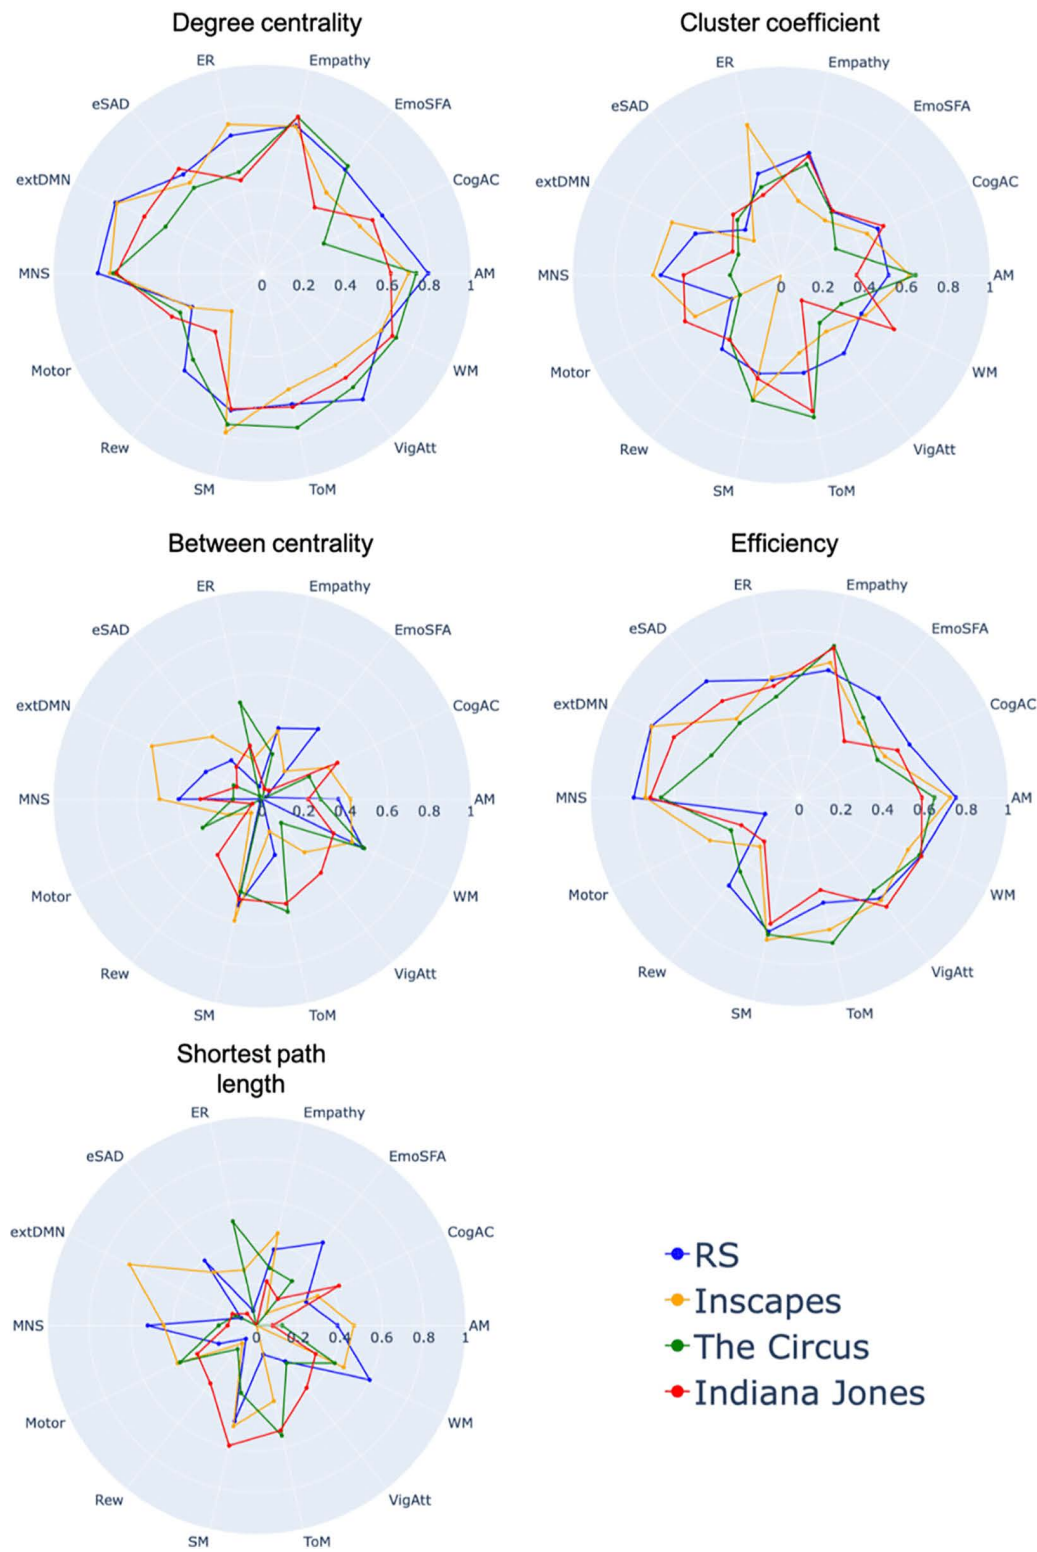 Degree centrality
Cluster coefficient
ER
Empathy
eSAD
EmoSFA
extDMN
CogAC
MNS
0 0.2 0.4 0.6 0.8 1
AM
Motor
WM
Rew
VigAtt
SM
ToM
ER
Empathy
eSAD
EmoSFA
extDMN
CogAC
MNS
0 0.2 0.4 0.6 0.8 1
AM
Motor
WM
Rew
VigAtt
SM
ToM
Between centrality
Efficiency
ER
Empathy
eSAD
EmoSFA
extDMN
CogAC
MNS
0 0.2 0.4 0.6 0.8 1
AM
Motor
WM
Rew
VigAtt
SM
ToM
ER
Empathy
eSAD
EmoSFA
extDMN
CogAC
MNS
0 0.2 0.4 0.6 0.8 1
AM
Motor
WM
Rew
VigAtt
SM
ToM
Shortest path
length
ER
Empathy
eSAD
EmoSFA
extDMN
CogAC
MNS
0 0.2 0.4 0.6 0.8 1
AM
Motor
WM
Rew
VigAtt
SM
ToM
RS
Inscapes
The Circus
Indiana Jones